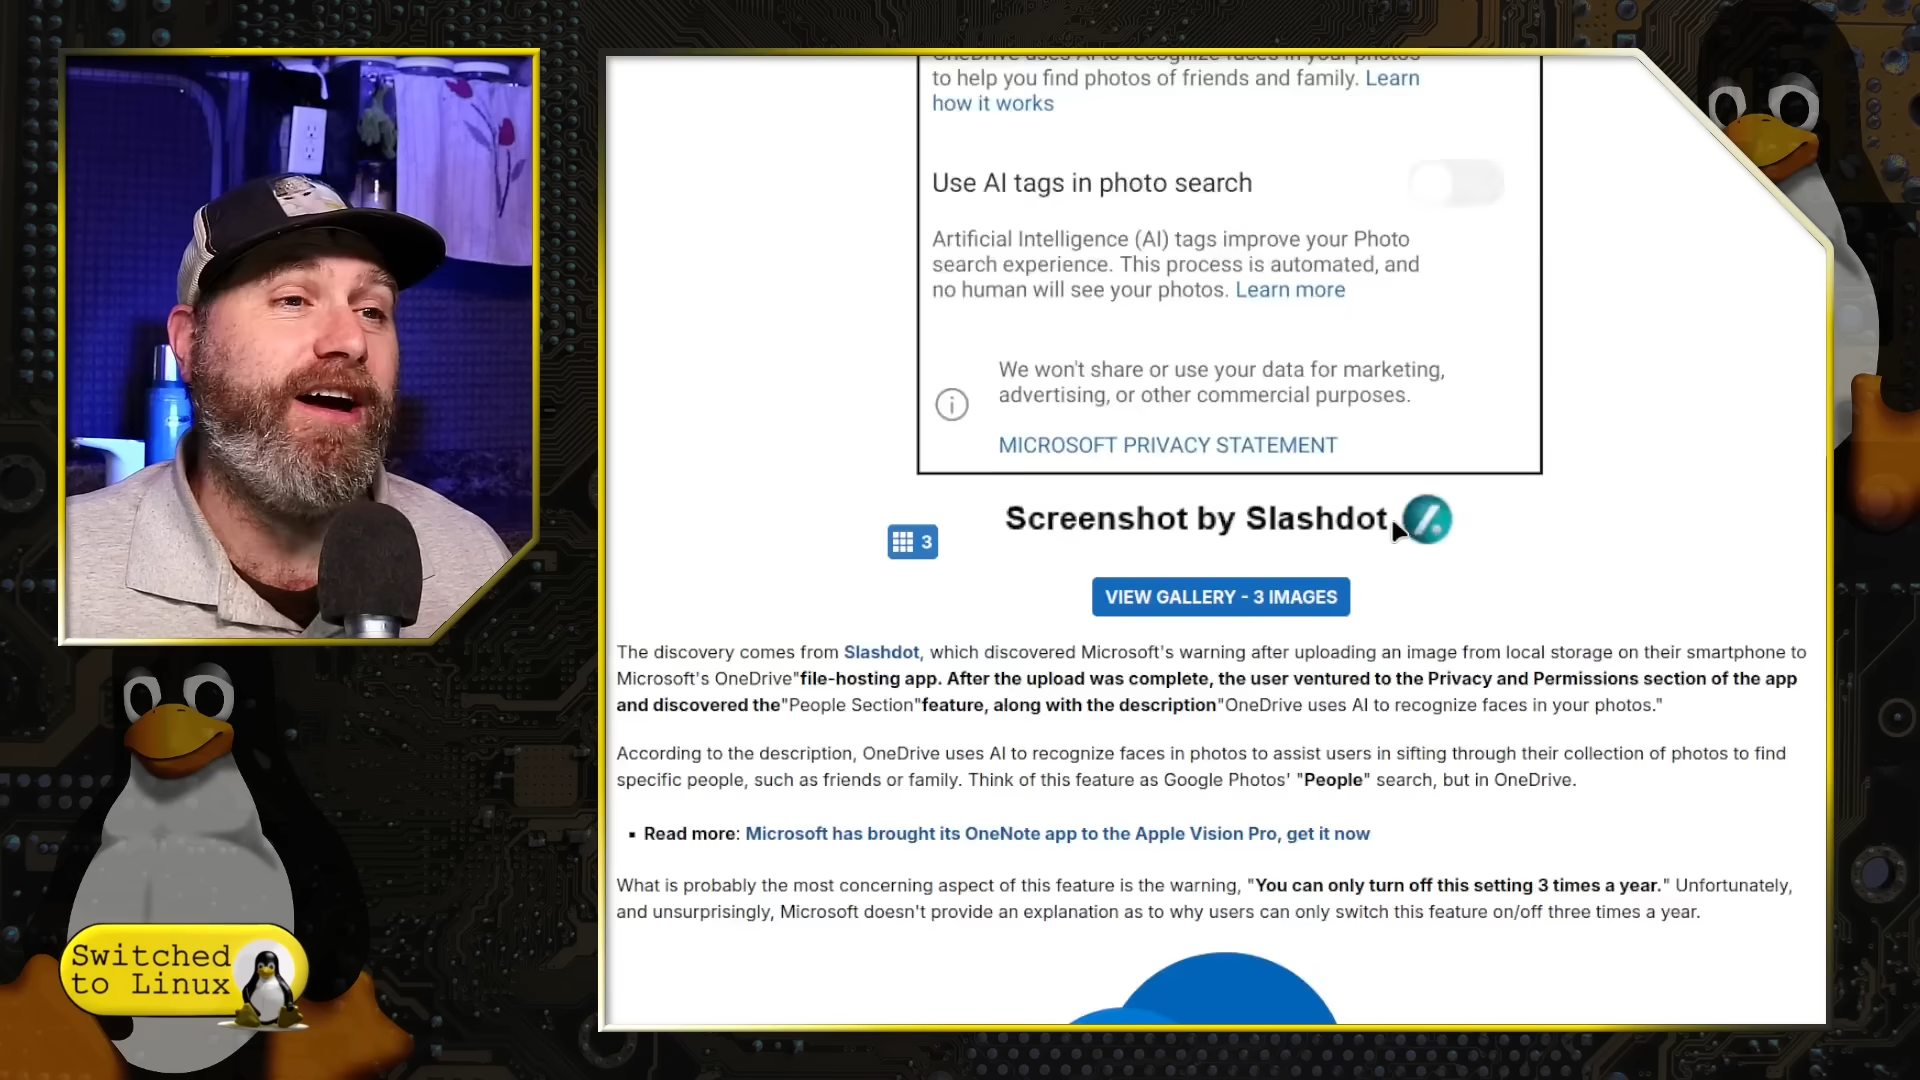 OneDrive uses AI to recognize faces in your photos
to help you find photos of friends and family. Learn
how it works
Use AI tags in photo search
Artificial Intelligence (AI) tags improve your Photo
search experience. This process is automated, and
no human will see your photos. Learn more
We won't share or use your data for marketing,
advertising, or other commercial purposes.
MICROSOFT PRIVACY STATEMENT
Screenshot by Slashdot
3
VIEW GALLERY - 3 IMAGES
The discovery comes from Slashdot, which discovered Microsoft's warning after uploading an image from local storage on their smartphone to
Microsoft's OneDrive"file-hosting app. After the upload was complete, the user ventured to the Privacy and Permissions section of the app
and discovered the"People Section"feature, along with the description"OneDrive uses AI to recognize faces in your photos."
According to the description, OneDrive uses AI to recognize faces in photos to assist users in sifting through their collection of photos to find
specific people, such as friends or family. Think of this feature as Google Photos' "People" search, but in OneDrive.
▪ Read more: Microsoft has brought its OneNote app to the Apple Vision Pro, get it now
What is probably the most concerning aspect of this feature is the warning, "You can only turn off this setting 3 times a year." Unfortunately,
and unsurprisingly, Microsoft doesn't provide an explanation as to why users can only switch this feature on/off three times a year.
Switched
to Linux